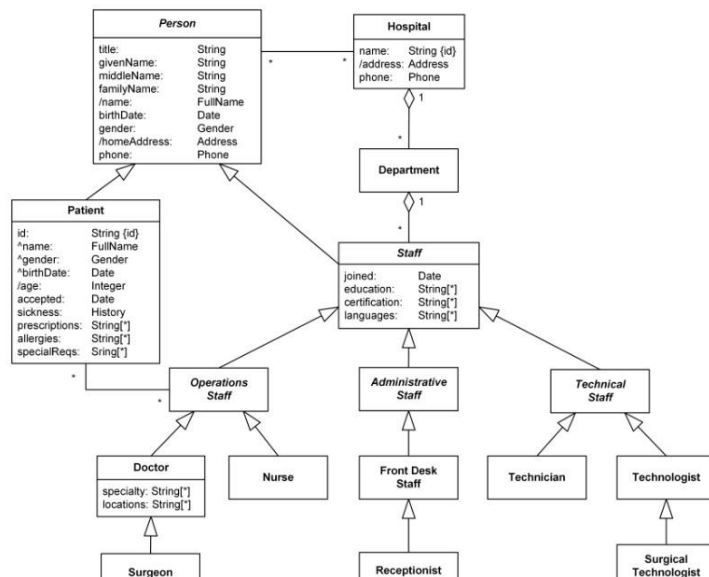 Person
title: String
givenName: String
middleName: String
familyName: String
/name: FullName
birthDate: Date
gender: Gender
/homeAddress: Address
phone: Phone
*
*
Hospital
name: String {id}
/address: Address
phone: Phone
1
*
Department
1
*
Patient
id: String {id}
^name: FullName
^gender: Gender
^birthDate: Date
/age: Integer
accepted: Date
sickness: History
prescriptions: String[*]
allergies: String[*]
specialReqs: Sring[*]
*
*
Staff
joined: Date
education: String[*]
certification: String[*]
languages: String[*]
Operations
Staff
Administrative
Staff
Technical
Staff
Doctor
specialty: String[*]
locations: String[*]
Nurse
Front Desk
Staff
Technician
Technologist
Surgeon
Receptionist
Surgical
Technologist